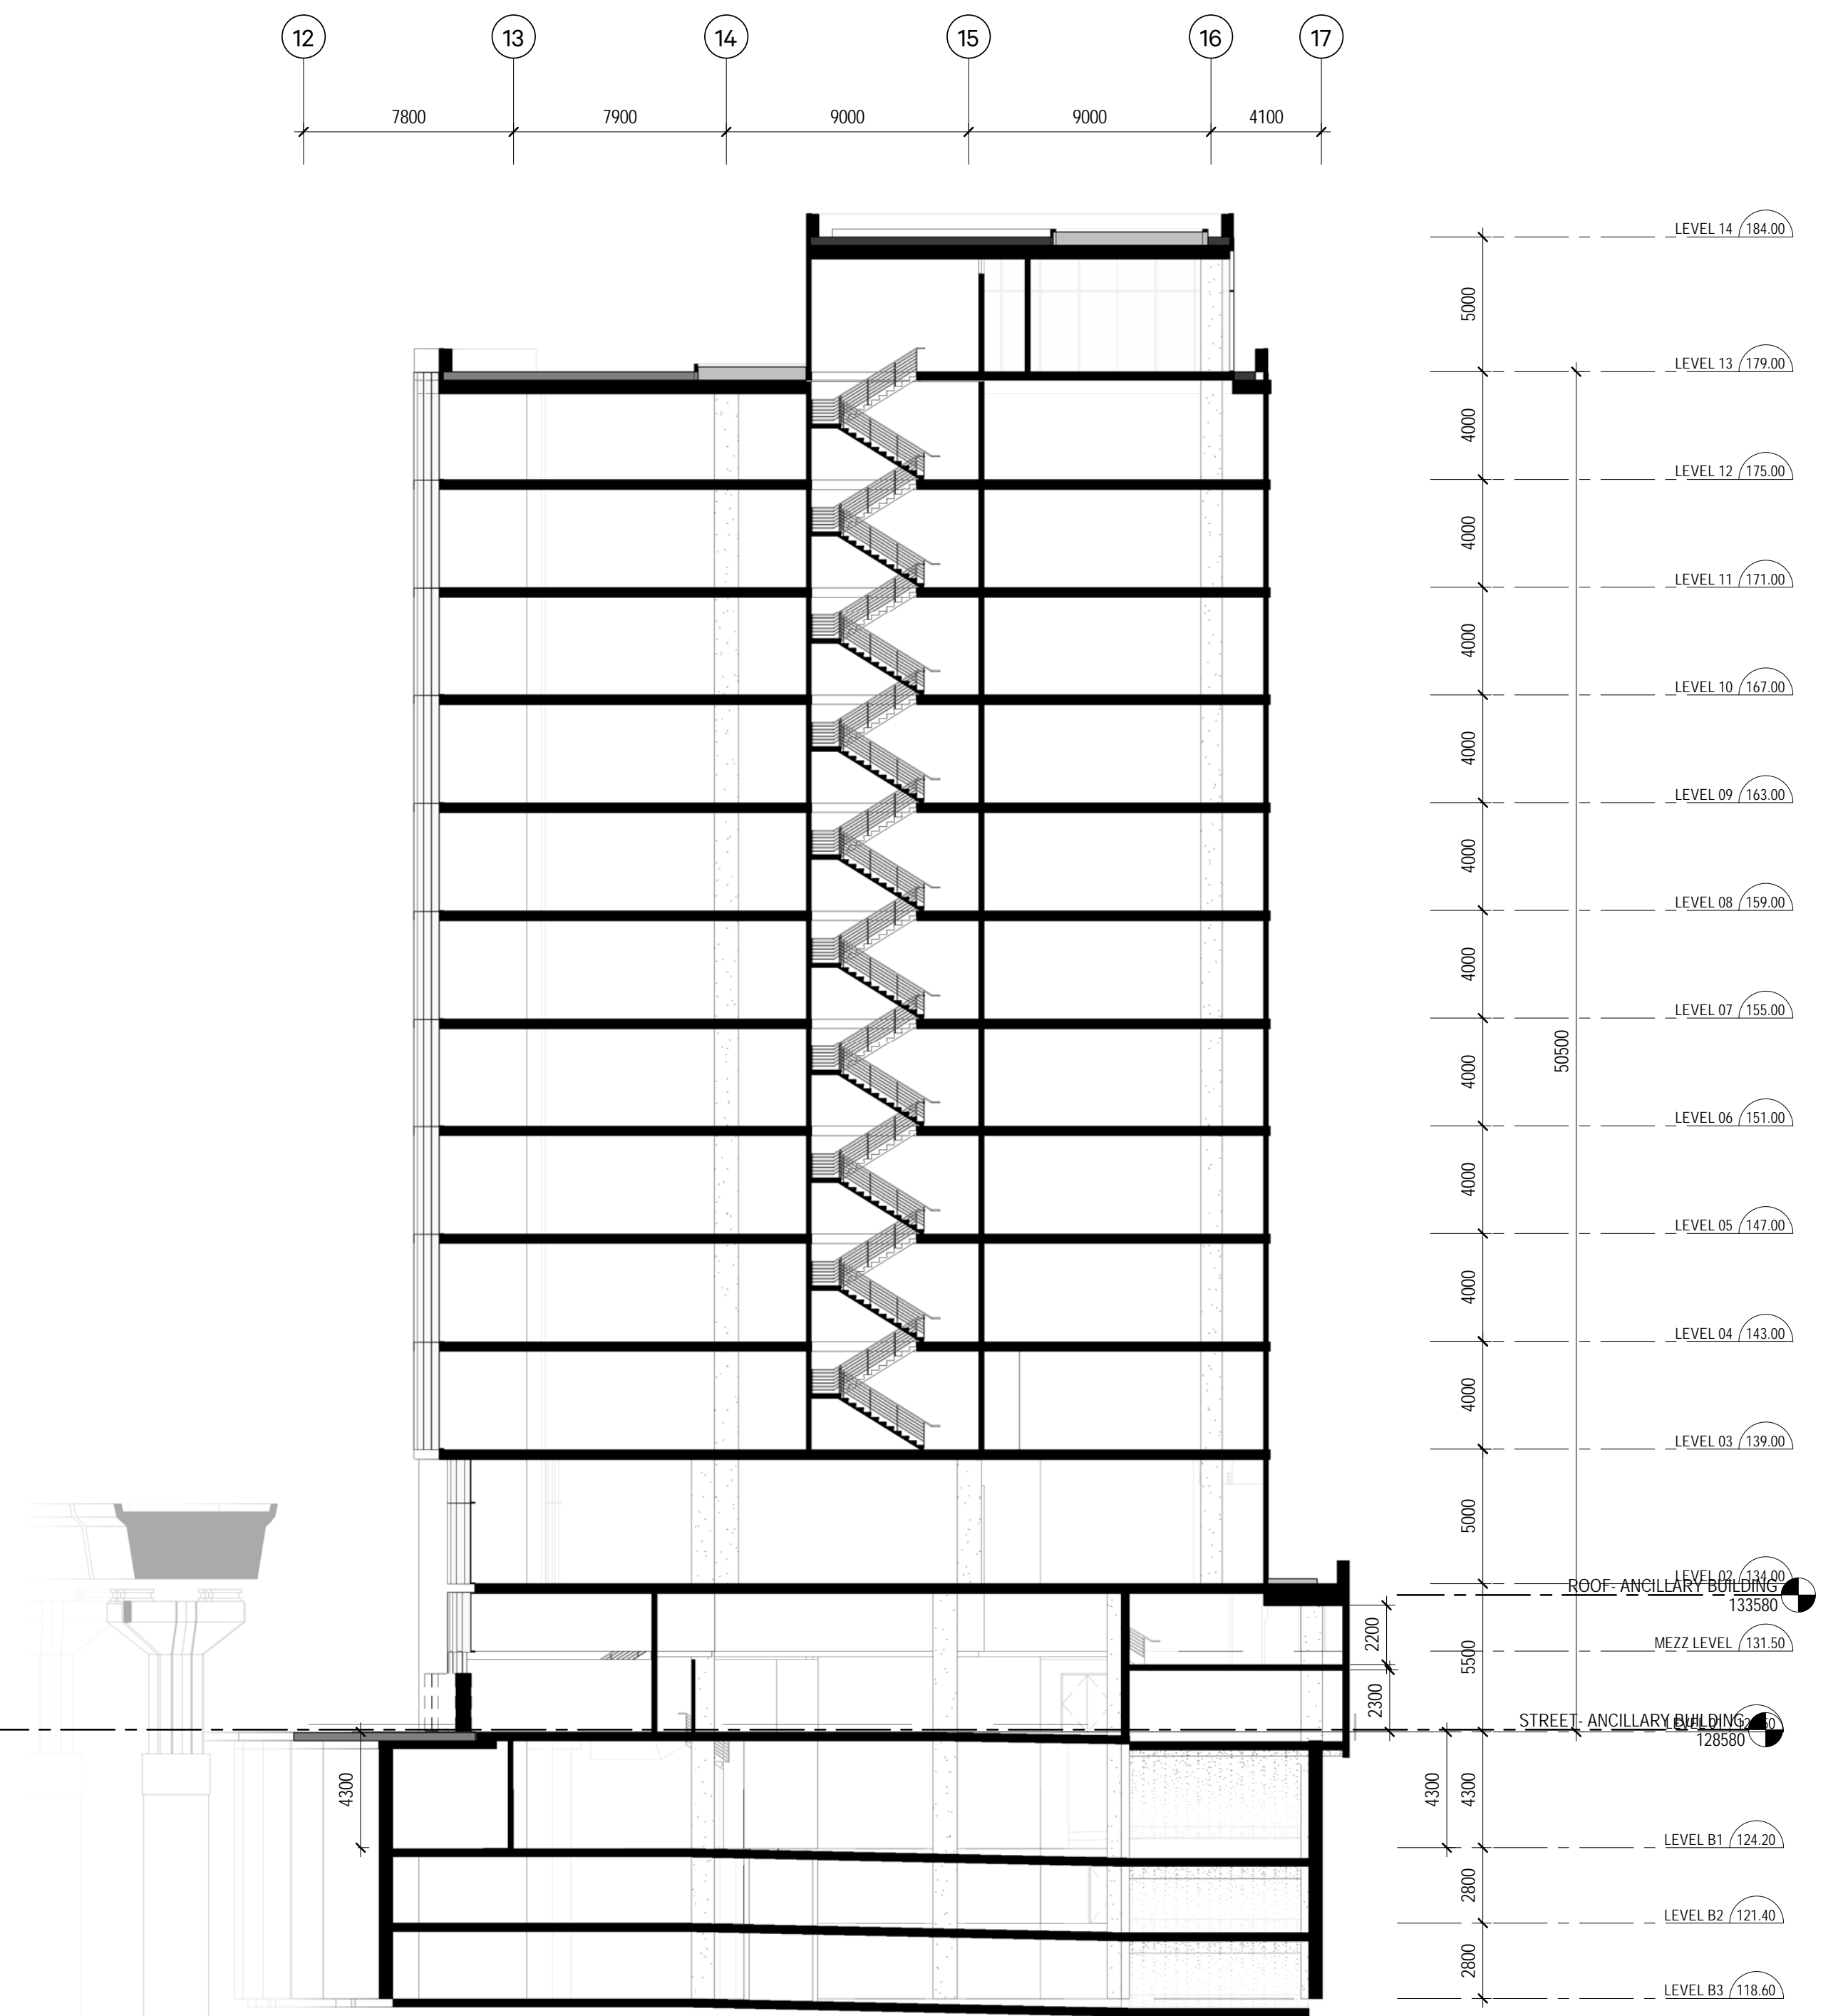 12 13 14 15 16 17
7800 7900 9000 9000 4100
LEVEL 14 184.00
5000
LEVEL 13 179.00
4000
LEVEL 12 175.00
4000
LEVEL 11 171.00
4000
LEVEL 10 167.00
4000
LEVEL 09 163.00
4000
LEVEL 08 159.00
4000
LEVEL 07 155.00
50500
4000
LEVEL 06 151.00
4000
LEVEL 05 147.00
4000
LEVEL 04 143.00
4000
LEVEL 03 139.00
5000
LEVEL 02 134.00
ROOF- ANCILLARY BUILDING
133580
2200
MEZZ LEVEL 131.50
5500
2300
STREET- ANCILLARY BUILDING
128580
4300
4300
4300
LEVEL B1 124.20
2800
LEVEL B2 121.40
2800
LEVEL B3 118.60